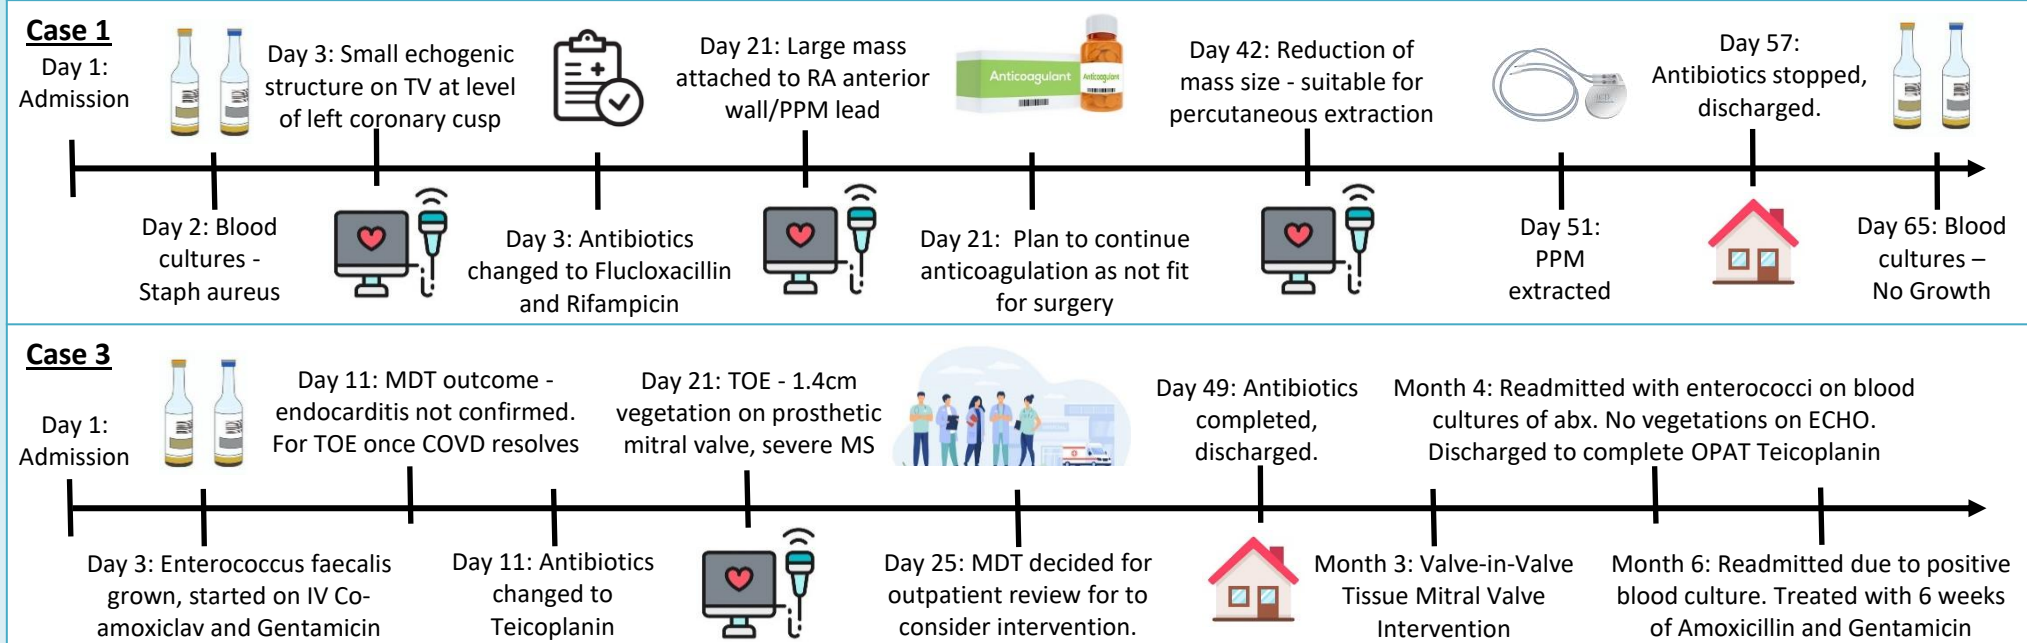 Case 1
Day 1:
Admission
Day 2: Blood
cultures -
Staph aureus
Day 3: Small echogenic
structure on TV at level
of left coronary cusp
Day 3: Antibiotics
changed to Flucloxacillin
and Rifampicin
Day 21: Large mass
attached to RA anterior
wall/PPM lead
Anticoagulant
Anticoagulant
Day 21:  Plan to continue
anticoagulation as not fit
for surgery
Day 42: Reduction of
mass size - suitable for
percutaneous extraction
Day 51:
PPM
extracted
Day 57:
Antibiotics stopped,
discharged.
Day 65: Blood
cultures –
No Growth
Case 3
Day 1:
Admission
Day 3: Enterococcus faecalis
grown, started on IV Co-
amoxiclav and Gentamicin
Day 11: MDT outcome -
endocarditis not confirmed.
For TOE once COVD resolves
Day 11: Antibiotics
changed to
Teicoplanin
Day 21: TOE - 1.4cm
vegetation on prosthetic
mitral valve, severe MS
Day 25: MDT decided for
outpatient review for to
consider intervention.
Day 49: Antibiotics
completed,
discharged.
Month 3: Valve-in-Valve
Tissue Mitral Valve
Intervention
Month 4: Readmitted with enterococci on blood
cultures of abx. No vegetations on ECHO.
Discharged to complete OPAT Teicoplanin
Month 6: Readmitted due to positive
blood culture. Treated with 6 weeks
of Amoxicillin and Gentamicin